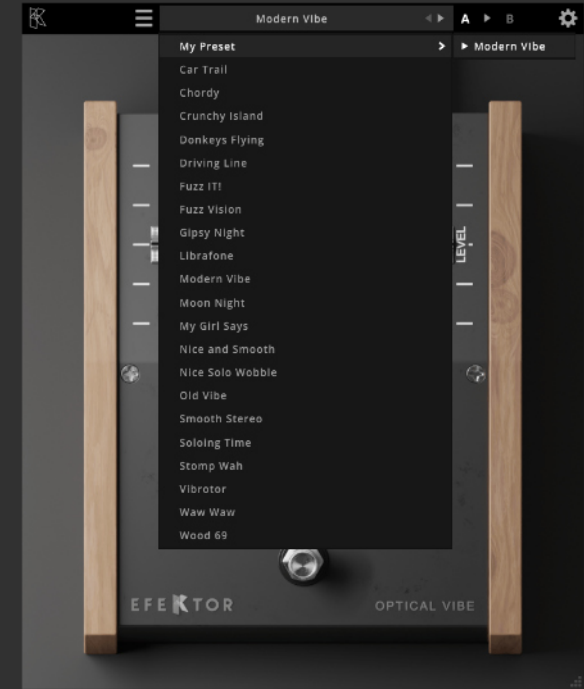 Modern Vibe
A
B
My Preset
Modern Vibe
Car Trail
Chordy
Crunchy Island
Donkeys Flying
Driving Line
Fuzz IT!
Fuzz Vision
Gipsy Night
Librafone
Modern Vibe
Moon Night
My Girl Says
Nice and Smooth
Nice Solo Wobble
Old Vibe
Smooth Stereo
Soloing Time
Stomp Wah
Vibrotor
Waw Waw
Wood 69
LEVEL
EFEKTOR
OPTICAL VIBE